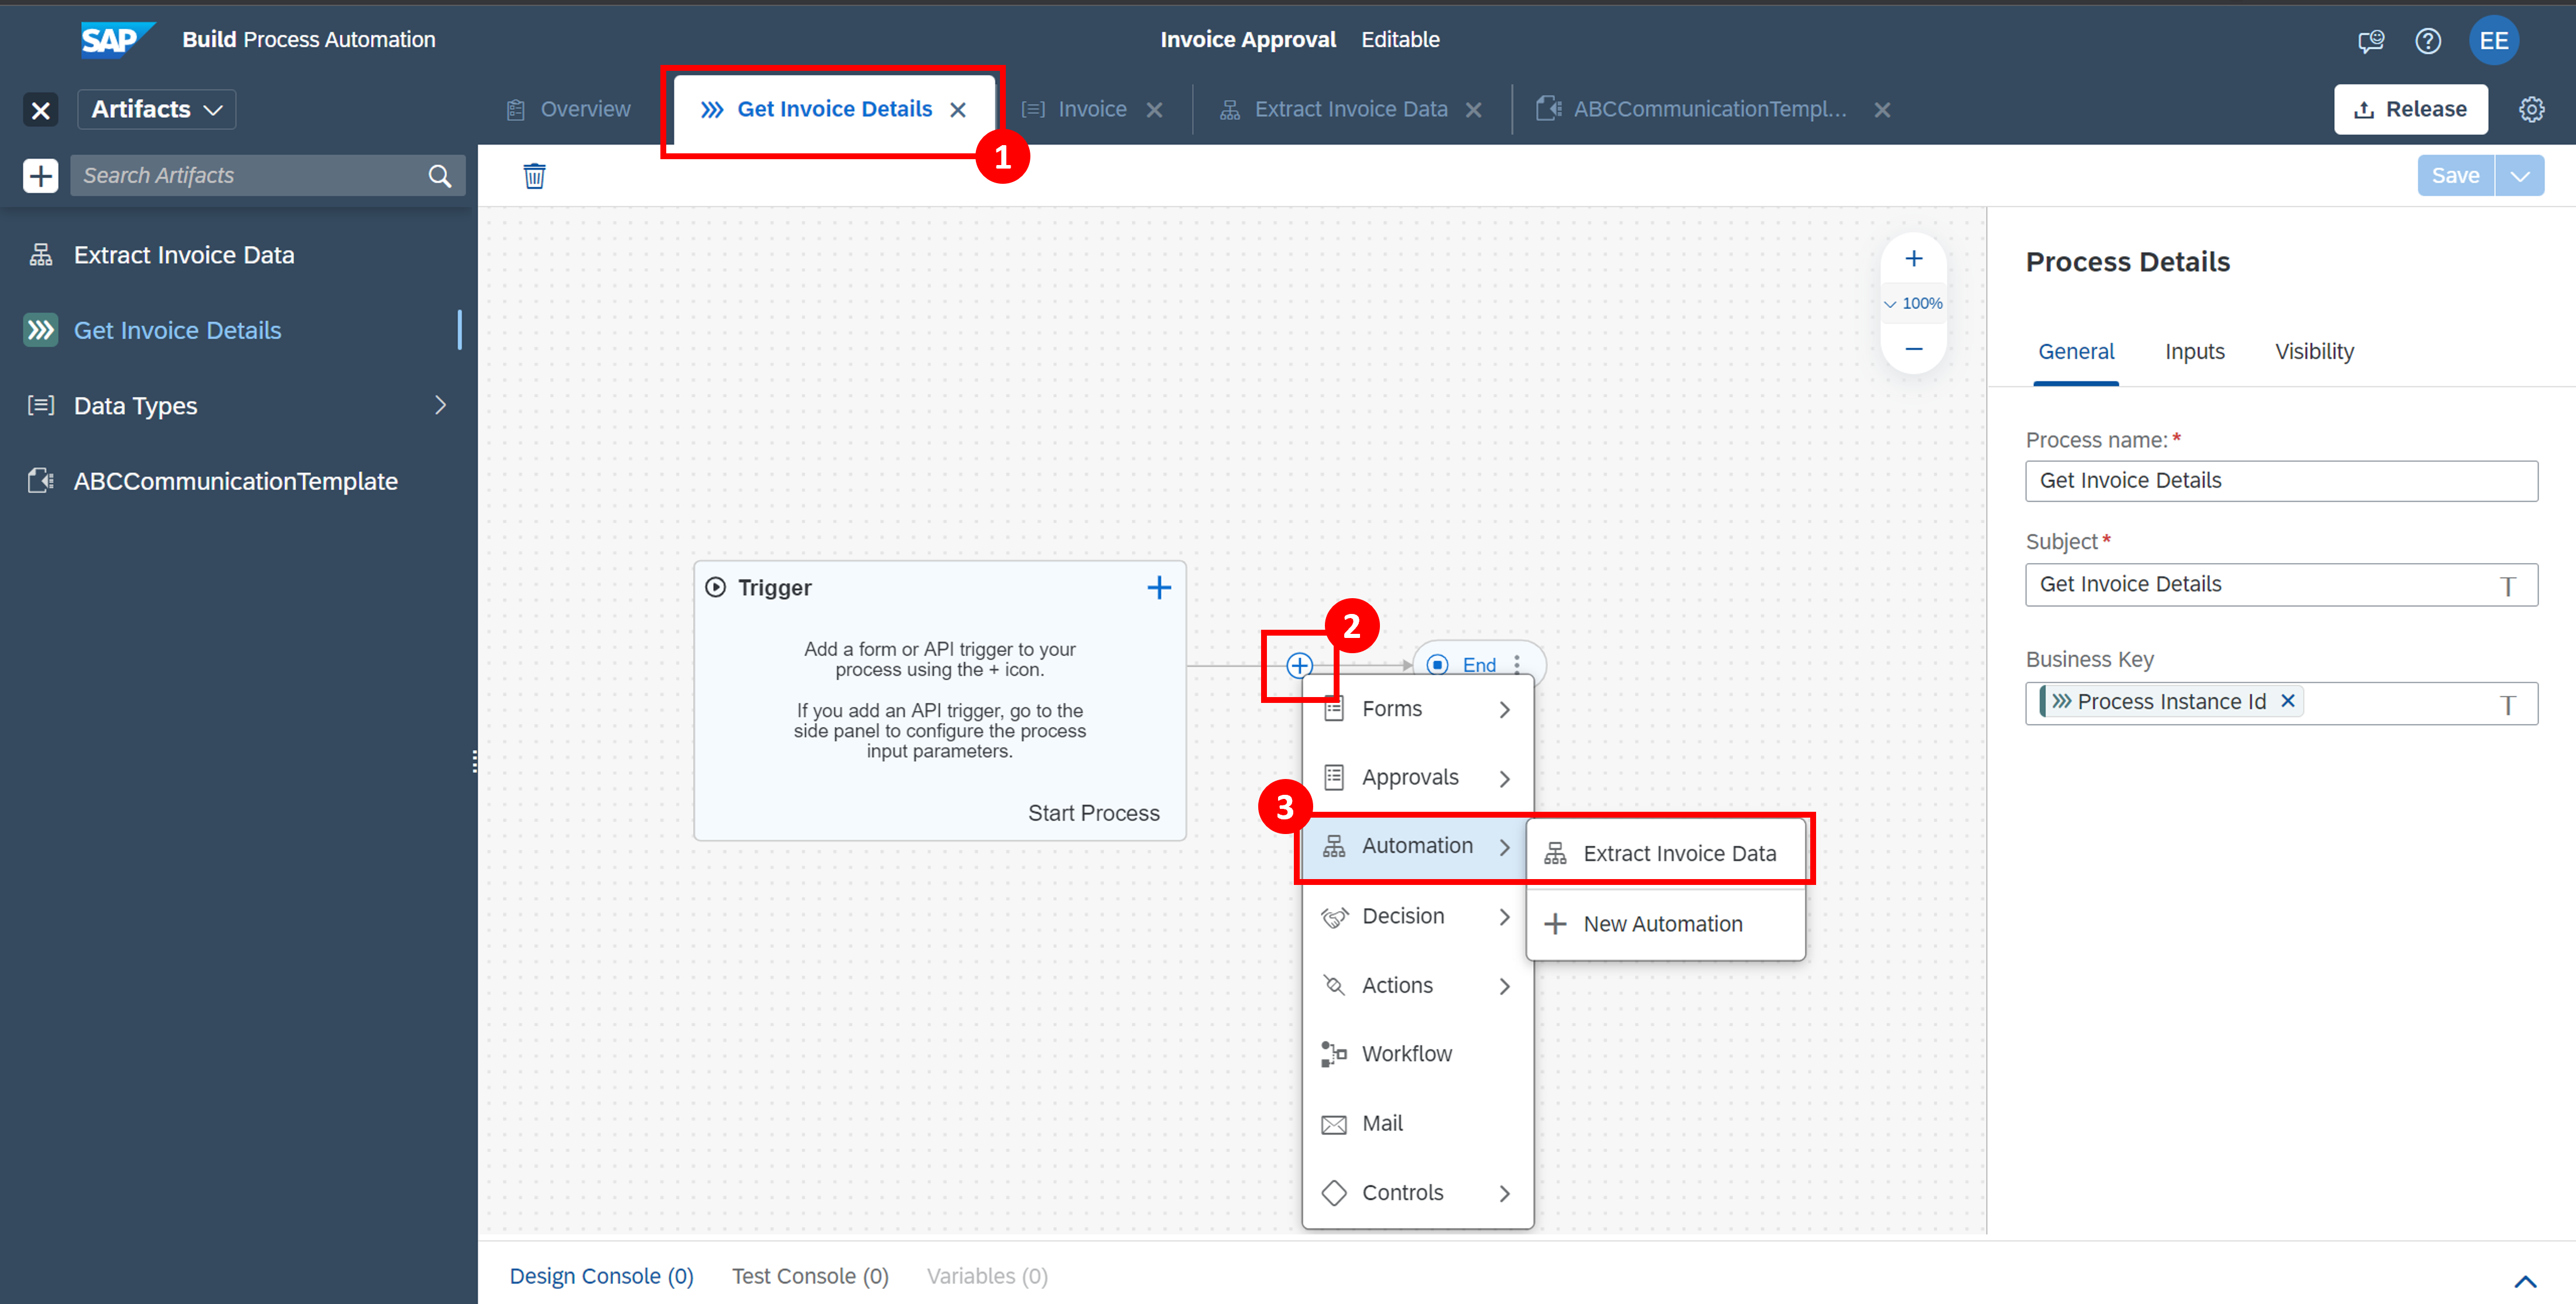 SAP Build Process Automation
Invoice Approval Editable
EE
Artifacts
Overview
Get Invoice Details
Invoice
Extract Invoice Data
ABCCommunicationTempl...
Release
1
Search Artifacts
Save
Extract Invoice Data
Get Invoice Details
Data Types
ABCCommunicationTemplate
100%
Trigger
Add a form or API trigger to your
process using the + icon.
If you add an API trigger, go to the
side panel to configure the process
input parameters.
Start Process
2
End
Forms
Approvals
3
Automation
Extract Invoice Data
New Automation
Decision
Actions
Workflow
Mail
Controls
Process Details
General Inputs Visibility
Process name: *
Get Invoice Details
Subject *
Get Invoice Details
Business Key
Process Instance Id
Design Console (0) Test Console (0) Variables (0)